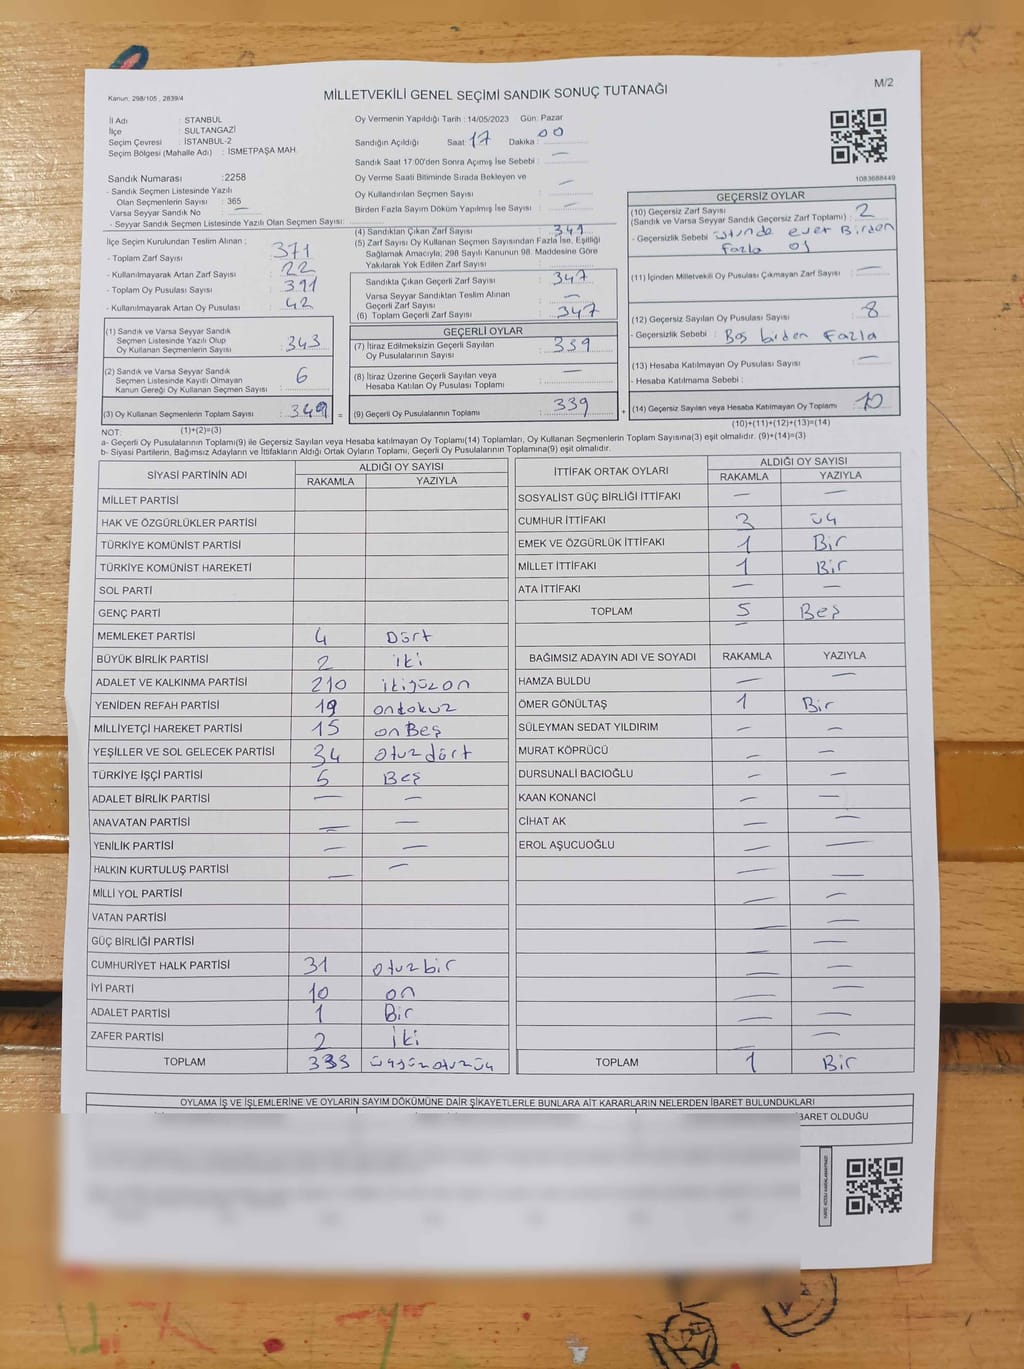 Kanun: 298/105 , 2839/4
MİLLETVEKİLİ GENEL SEÇİMİ SANDIK SONUÇ TUTANAĞI
M/2
İl Adı : STANBUL
İlçe : SULTANGAZİ
Seçim Çevresi : İSTANBUL-2
Seçim Bölgesi (Mahalle Adı) : İSMETPAŞA MAH.
Oy Vermenin Yapıldığı Tarih : 14/05/2023 Gün: Pazar
Sandığın Açıldığı Saat: 17 Dakika : 00
Sandık Saat 17:00'den Sonra Açımış İse Sebebi : —
Oy Verme Saati Bitiminde Sırada Bekleyen ve
Oy Kullandırılan Seçmen Sayısı : —
Birden Fazla Sayım Döküm Yapılmış İse Sayısı : —
1083688449
Sandık Numarası :2258
- Sandık Seçmen Listesinde Yazılı
Olan Seçmenlerin Sayısı : 365
Varsa Seyyar Sandık No : —
- Seyyar Sandık Seçmen Listesinde Yazılı Olan Seçmen Sayısı:
İlçe Seçim Kurulundan Teslim Alınan ;
- Toplam Zarf Sayısı : 371
- Kullanılmayarak Artan Zarf Sayısı : 22
- Toplam Oy Pusulası Sayısı :
- Kullanılmayarak Artan Oy Pusulası : 42
(1) Sandık ve Varsa Seyyar Sandık
Seçmen Listesinde Yazılı Olup
Oy Kullanan Seçmenlerin Sayısı : 343
(2) Sandık ve Varsa Seyyar Sandık
Seçmen Listesinde Kayıtlı Olmayan
Kanun Gereği Oy Kullanan Seçmen Sayısı : 6
(3) Oy Kullanan Seçmenlerin Toplam Sayısı : 349 =
(1)+(2)=(3)
(4) Sandıktan Çıkan Zarf Sayısı :
(5) Zarf Sayısı Oy Kullanan Seçmen Sayısından Fazla İse, Eşitliği
Sağlamak Amacıyla; 298 Sayılı Kanunun 98. Maddesine Göre
Yakılarak Yok Edilen Zarf Sayısı :
Sandıkta Çıkan Geçerli Zarf Sayısı : 347
Varsa Seyyar Sandıktan Teslim Alınan
Geçerli Zarf Sayısı : —
(6) Toplam Geçerli Zarf Sayısı : 347
GEÇERLİ OYLAR
(7) İtiraz Edilmeksizin Geçerli Sayılan
Oy Pusulalarının Sayısı : 339
(8) İtiraz Üzerine Geçerli Sayılan veya
Hesaba Katılan Oy Pusulası Toplamı : —
(9) Geçerli Oy Pusulalarının Toplamı : 339 +
GEÇERSİZ OYLAR
(10) Geçersiz Zarf Sayısı
(Sandık ve Varsa Seyyar Sandık Geçersiz Zarf Toplamı) : 2
- Geçersizlik Sebebi : üstünde Birden
Fazla oy
(11) İçinden Milletvekili Oy Pusulası Çıkmayan Zarf Sayısı : —
(12) Geçersiz Sayılan Oy Pusulası Sayısı : 8
- Geçersizlik Sebebi : Boş birden Fazla
(13) Hesaba Katılmayan Oy Pusulası Sayısı : —
- Hesaba Katılmama Sebebi :
(14) Geçersiz Sayılan veya Hesaba Katılmayan Oy Toplamı : 10
(10)+(11)+(12)+(13)=(14)
NOT:
a- Geçerli Oy Pusulalarının Toplamı(9) ile Geçersiz Sayılan veya Hesaba katılmayan Oy Toplamı(14) Toplamları, Oy Kullanan Seçmenlerin Toplam Sayısına(3) eşit olmalıdır. (9)+(14)=(3)
b- Siyasi Partilerin, Bağımsız Adayların ve İttifakların Aldığı Ortak Oyların Toplamı, Geçerli Oy Pusulalarının Toplamına(9) eşit olmalıdır.
SİYASİ PARTİNİN ADI ALDIĞI OY SAYISI
RAKAMLA YAZIYLA
MİLLET PARTİSİ
HAK VE ÖZGÜRLÜKLER PARTİSİ
TÜRKİYE KOMÜNİST PARTİSİ
TÜRKİYE KOMÜNİST HAREKETİ
SOL PARTİ
GENÇ PARTİ
MEMLEKET PARTİSİ 4 Dört
BÜYÜK BİRLİK PARTİSİ 2 iki
ADALET VE KALKINMA PARTİSİ 210 ikiyüzon
YENİDEN REFAH PARTİSİ 19 ondokuz
MİLLİYETÇİ HAREKET PARTİSİ 15 onBeş
YEŞİLLER VE SOL GELECEK PARTİSİ 34 otuzdört
TÜRKİYE İŞÇİ PARTİSİ 5 Beş
ADALET BİRLİK PARTİSİ — —
ANAVATAN PARTİSİ — —
YENİLİK PARTİSİ — —
HALKIN KURTULUŞ PARTİSİ — —
MİLLİ YOL PARTİSİ
VATAN PARTİSİ
GÜÇ BİRLİĞİ PARTİSİ
CUMHURİYET HALK PARTİSİ 31 otuzbir
İYİ PARTİ 10 on
ADALET PARTİSİ 1 Bir
ZAFER PARTİSİ 2 İki
TOPLAM 333 üçyüzotuzüç
İTTİFAK ORTAK OYLARI ALDIĞI OY SAYISI
RAKAMLA YAZIYLA
SOSYALİST GÜÇ BİRLİĞİ İTTİFAKI — —
CUMHUR İTTİFAKI 3 üç
EMEK VE ÖZGÜRLÜK İTTİFAKI 1 Bir
MİLLET İTTİFAKI 1 Bir
ATA İTTİFAKI — —
TOPLAM 5 Beş
BAĞIMSIZ ADAYIN ADI VE SOYADI RAKAMLA YAZIYLA
HAMZA BULDU — —
ÖMER GÖNÜLTAŞ 1 Bir
SÜLEYMAN SEDAT YILDIRIM — —
MURAT KÖPRÜCÜ — —
DURSUNALİ BACIOĞLU — —
KAAN KONANCİ — —
CİHAT AK — —
EROL AŞUCUOĞLU — —
TOPLAM 1 Bir
OYLAMA İŞ VE İŞLEMLERİNE VE OYLARIN SAYIM DÖKÜMÜNE DAİR ŞİKAYETLERLE BUNLARA AİT KARARLARIN NELERDEN İBARET BULUNDUKLARI
BARET OLDUĞU